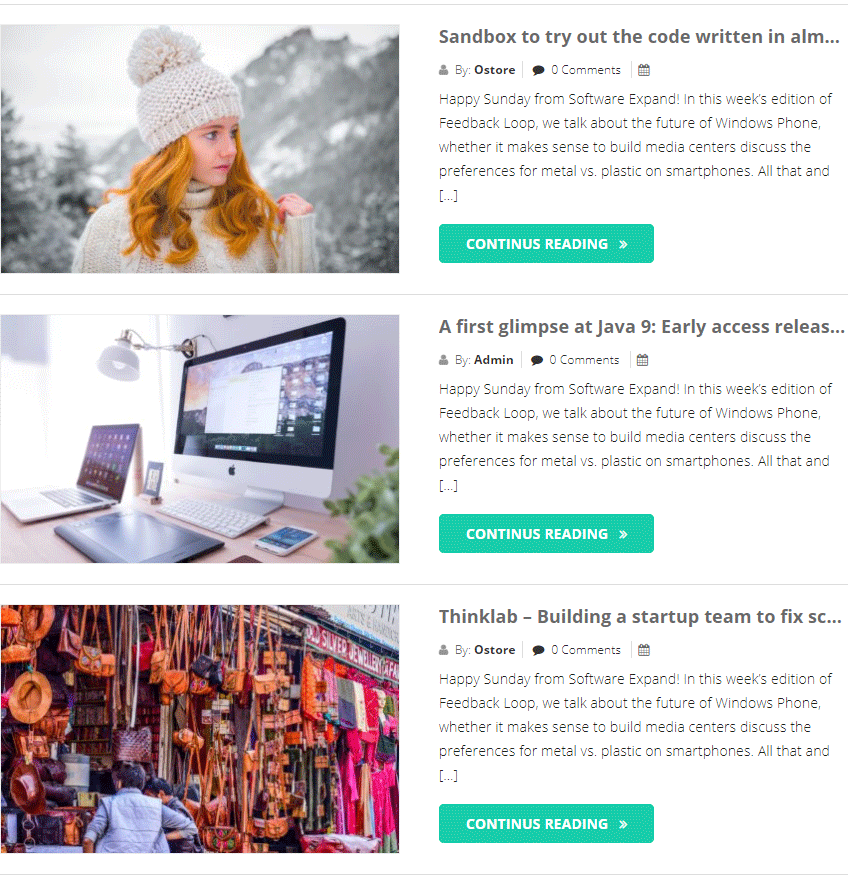 Sandbox to try out the code written in alm...
By: Ostore 0 Comments
Happy Sunday from Software Expand! In this week's edition of
Feedback Loop, we talk about the future of Windows Phone,
whether it makes sense to build media centers discuss the
preferences for metal vs. plastic on smartphones. All that and
[...]
CONTINUS READING »
A first glimpse at Java 9: Early access releas...
By: Admin 0 Comments
Happy Sunday from Software Expand! In this week's edition of
Feedback Loop, we talk about the future of Windows Phone,
whether it makes sense to build media centers discuss the
preferences for metal vs. plastic on smartphones. All that and
[...]
CONTINUS READING »
ARTS &
OLD SILVER JEWELLERY
Thinklab – Building a startup team to fix sc...
By: Ostore 0 Comments
Happy Sunday from Software Expand! In this week's edition of
Feedback Loop, we talk about the future of Windows Phone,
whether it makes sense to build media centers discuss the
preferences for metal vs. plastic on smartphones. All that and
[...]
CONTINUS READING »